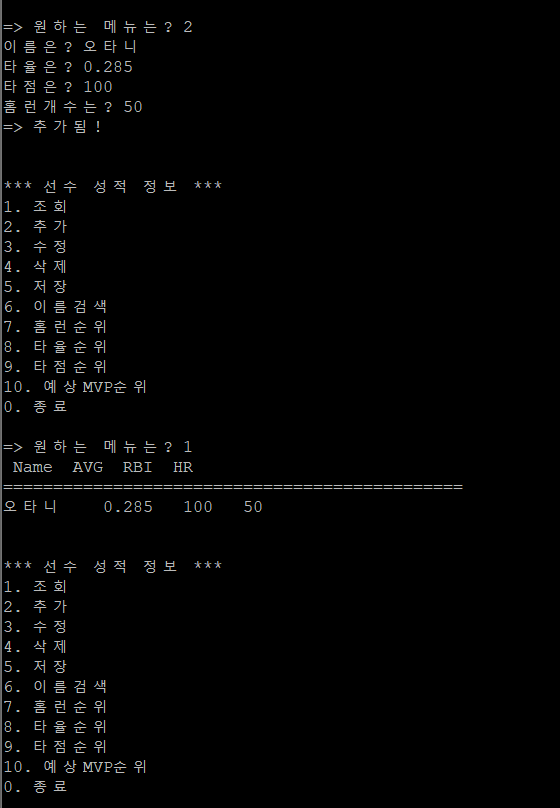 => 원하는 메뉴는? 2
이름은? 오타니
타율은? 0.285
타점은? 100
홈런개수는? 50
=> 추가됨!
*** 선수 성적 정보 ***
1. 조회
2. 추가
3. 수정
4. 삭제
5. 저장
6. 이름검색
7. 홈런순위
8. 타율순위
9. 타점순위
10. 예상MVP순위
0. 종료
=> 원하는 메뉴는? 1
Name AVG RBI HR
==============================================
오타니 0.285 100 50
*** 선수 성적 정보 ***
1. 조회
2. 추가
3. 수정
4. 삭제
5. 저장
6. 이름검색
7. 홈런순위
8. 타율순위
9. 타점순위
10. 예상MVP순위
0. 종료